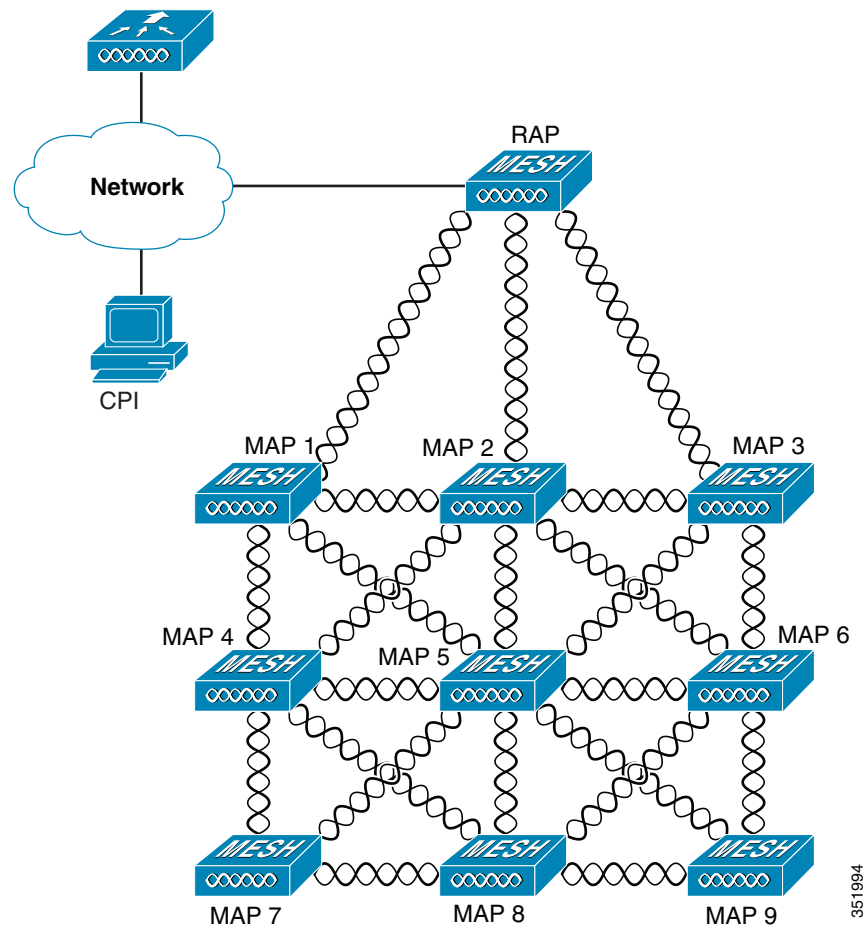 RAP
MESH
Network
CPI
MAP 1
MAP 2
MAP 3
MESH
MESH
MESH
MAP 4
MAP 5
MAP 6
MESH
MESH
MESH
MESH
MESH
MESH
MAP 7
MAP 8
MAP 9
351994